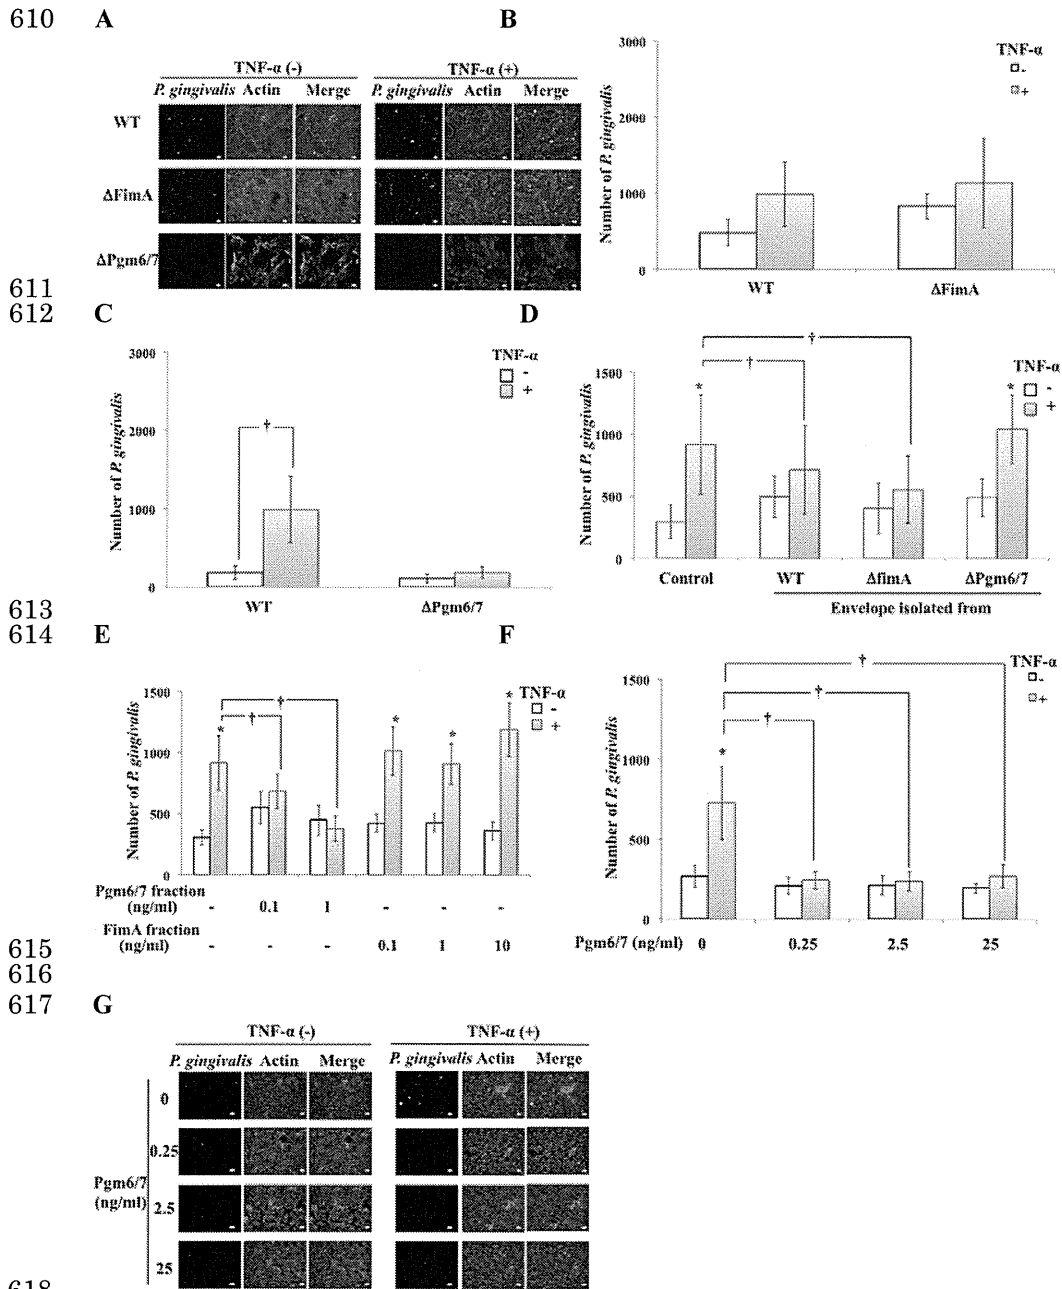 610 A B
TNF-α (-) TNF-α (+)
P. gingivalis Actin Merge P. gingivalis Actin Merge
WT
ΔFimA
ΔPgm6/7
Number of P. gingivalis
3000
2000
1000
0
WT ΔFimA
TNF-α
-
+
611
612 C D
Number of P. gingivalis
3000
2000
1000
0
†
WT ΔPgm6/7
TNF-α
-
+
Number of P. gingivalis
1500
1000
500
0
†
†
* *
Control WT ΔfimA ΔPgm6/7
Envelope isolated from
TNF-α
-
+
613
614 E F
Number of P. gingivalis
1500
1000
500
0
†
†
* * * *
TNF-α
-
+
Pgm6/7 fraction
(ng/ml) - 0.1 1 - - -
FimA fraction
(ng/ml) - - - 0.1 1 10
Number of P. gingivalis
1500
1000
500
0
†
†
†
*
TNF-α
-
+
Pgm6/7 (ng/ml) 0 0.25 2.5 25
615
616
617 G
TNF-α (-) TNF-α (+)
P. gingivalis Actin Merge P. gingivalis Actin Merge
Pgm6/7
(ng/ml)
0
0.25
2.5
25
618